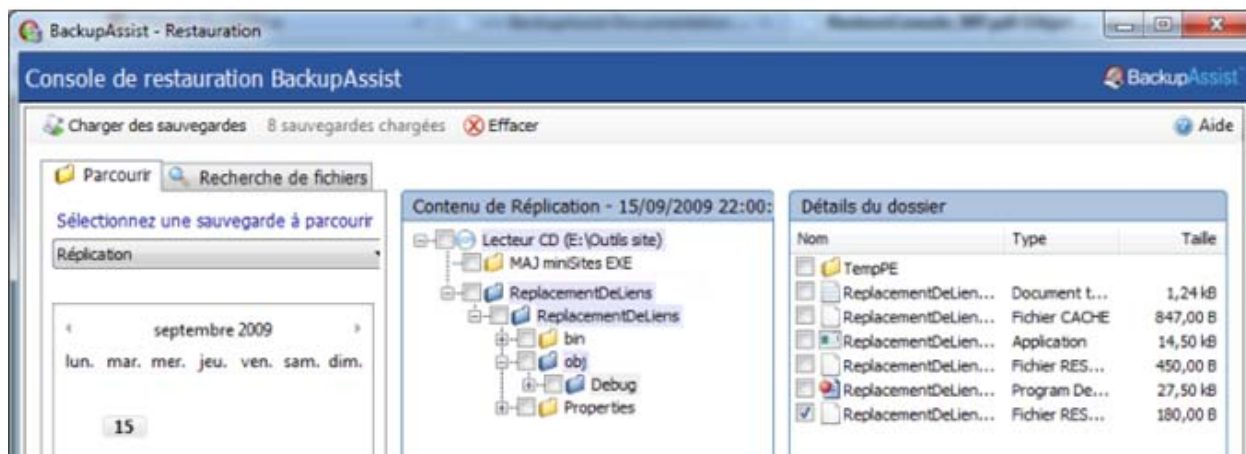 BackupAssist - Restauration
Console de restauration BackupAssist
BackupAssist
Charger des sauvegardes 8 sauvegardes chargées Effacer Aide
Parcourir Recherche de fichiers
Sélectionnez une sauvegarde à parcourir
Réplication
septembre 2009
lun. mar. mer. jeu. ven. sam. dim.
15
Contenu de Réplication - 15/09/2009 22:00:
Lecteur CD (E:\Outils site)
MAJ miniSites EXE
ReplacementDeLiens
ReplacementDeLiens
bin
obj
Debug
Properties
Détails du dossier
Nom Type Taille
TempPE
ReplacementDeLien... Document t... 1,24 kB
ReplacementDeLien... Fichier CACHE 847,00 B
ReplacementDeLien... Application 14,50 kB
ReplacementDeLien... Fichier RES... 450,00 B
ReplacementDeLien... Program De... 27,50 kB
ReplacementDeLien... Fichier RES... 180,00 B